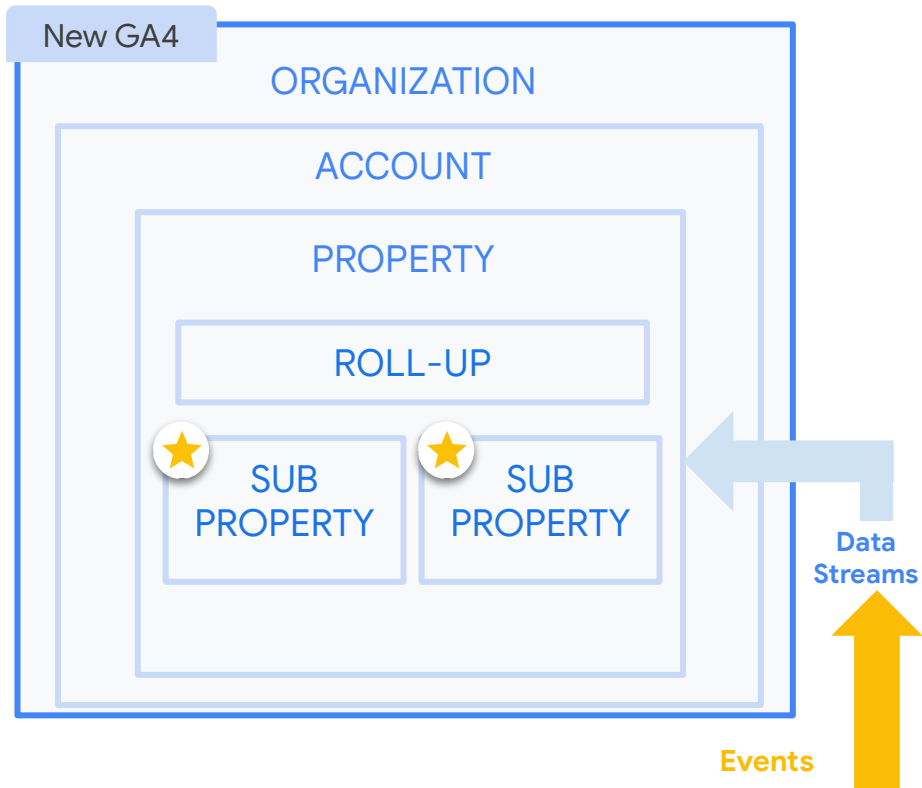 New GA4
ORGANIZATION
ACCOUNT
PROPERTY
ROLL-UP
SUB
PROPERTY
SUB
PROPERTY
Data
Streams
Events